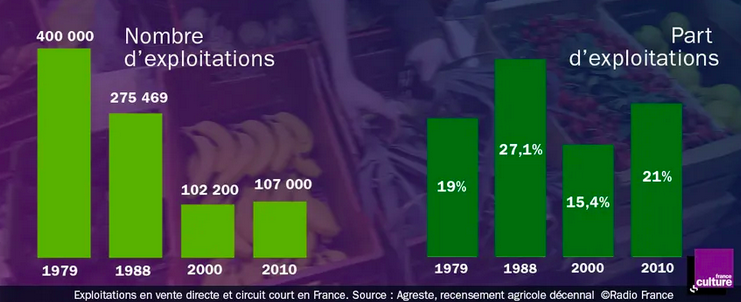 Nombre
d'exploitations
400 000
275 469
102 200
107 000
1979
1988
2000
2010
Part
d'exploitations
19%
27,1%
15,4%
21%
1979
1988
2000
2010
france
culture
Exploitations en vente directe et circuit court en France. Source : Agreste, recensement agricole décennal ©Radio France